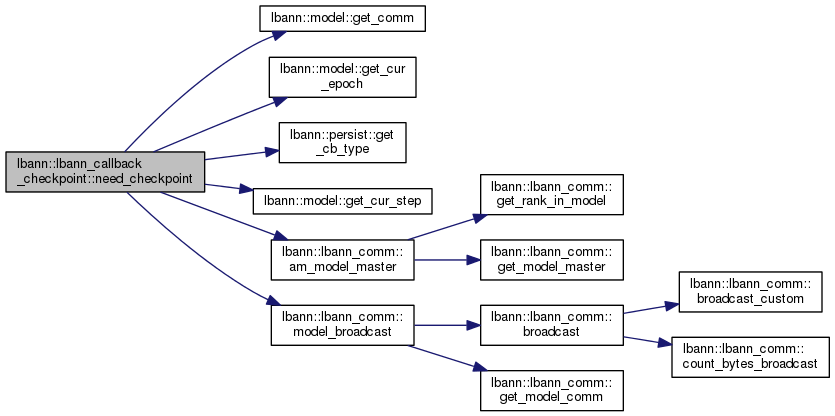 lbann::model::get_comm
lbann::model::get_cur
_epoch
lbann::persist::get
_cb_type
lbann::lbann_callback
_checkpoint::need_checkpoint
lbann::model::get_cur_step
lbann::lbann_comm::
get_rank_in_model
lbann::lbann_comm::
am_model_master
lbann::lbann_comm::
get_model_master
lbann::lbann_comm::
broadcast_custom
lbann::lbann_comm::
model_broadcast
lbann::lbann_comm::
broadcast
lbann::lbann_comm::
count_bytes_broadcast
lbann::lbann_comm::
get_model_comm